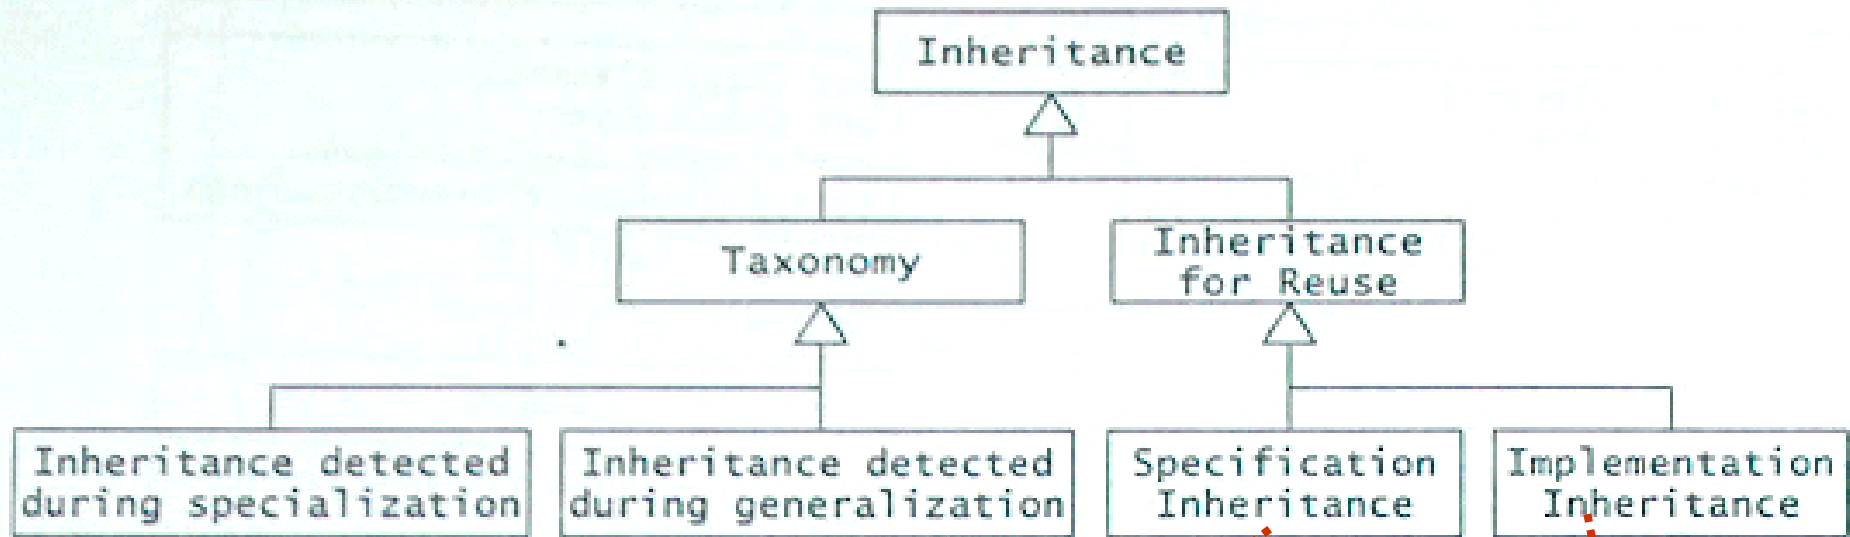 Inheritance
Taxonomy
Inheritance
for Reuse
Inheritance detected
during specialization
Inheritance detected
during generalization
Specification
Inheritance
Implementation
Inheritance